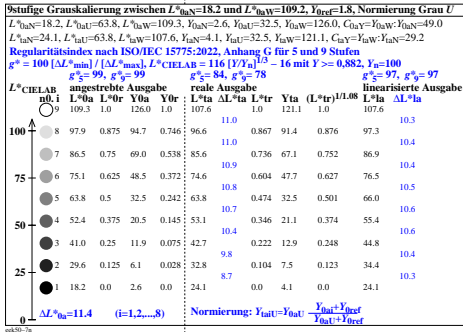 9stufige Grauskalierung zwischen L*0aN=18.2 und L*0aW=109.2, Y0ref=1.8, Normierung Grau U
L*0aN=18.2, L*0aU=63.8, L*0aW=109.3, Y0aN=2.6, Y0aU=32.5, Y0aW=126.0, C0aY=Y0aW:Y0aN=49.0
L*taN=24.1, L*taU=63.8, L*taW=107.6, YtaN=4.1, YtaU=32.5, YtaW=121.1, CtaY=YtaW:YtaN=29.2
Regularitätsindex nach ISO/IEC 15775:2022, Anhang G für 5 und 9 Stufen
g* = 100 [ΔL*min] / [ΔL*max], L*CIELAB = 116 [Y/Yn]1/3 − 16 mit Y >= 0,882, Yn=100
g*5= 99, g*9= 99 g*5= 84, g*9= 78 g*5= 97, g*9= 97
L*CIELAB angestrebte Ausgabe reale Ausgabe linearisierte Ausgabe
n0. i L*0a L*0r Y0a Y0r L*ta ΔL*ta L*tr Yta (L*tr)1/1.08 L*la ΔL*la
9 109.3 1.0 126.0 1.0 107.6 1.0 121.1 1.0 107.6
11.0 10.3
100 8 97.9 0.875 94.7 0.746 96.6 0.867 91.4 0.876 97.3
11.0 10.4
7 86.5 0.75 69.0 0.538 85.6 0.736 67.1 0.752 86.9
10.9 10.4
75 6 75.1 0.625 48.5 0.372 74.6 0.604 47.7 0.627 76.5
10.8 10.5
5 63.8 0.5 32.5 0.242 63.8 0.474 32.5 0.501 66.0
10.7 10.6
50 4 52.4 0.375 20.5 0.145 53.1 0.346 21.1 0.374 55.4
10.4 10.6
3 41.0 0.25 11.9 0.075 42.7 0.222 12.9 0.248 44.8
9.8 10.4
25 2 29.6 0.125 6.1 0.028 32.8 0.104 7.5 0.123 34.4
8.7 10.3
1 18.2 0.0 2.6 0.0 24.1 0.0 4.1 0.0 24.1
0 ΔL*0a=11.4 (i=1,2,...,8) Normierung: YtaiU=Y0aU Y0ai+Y0ref
Y0aU+Y0ref